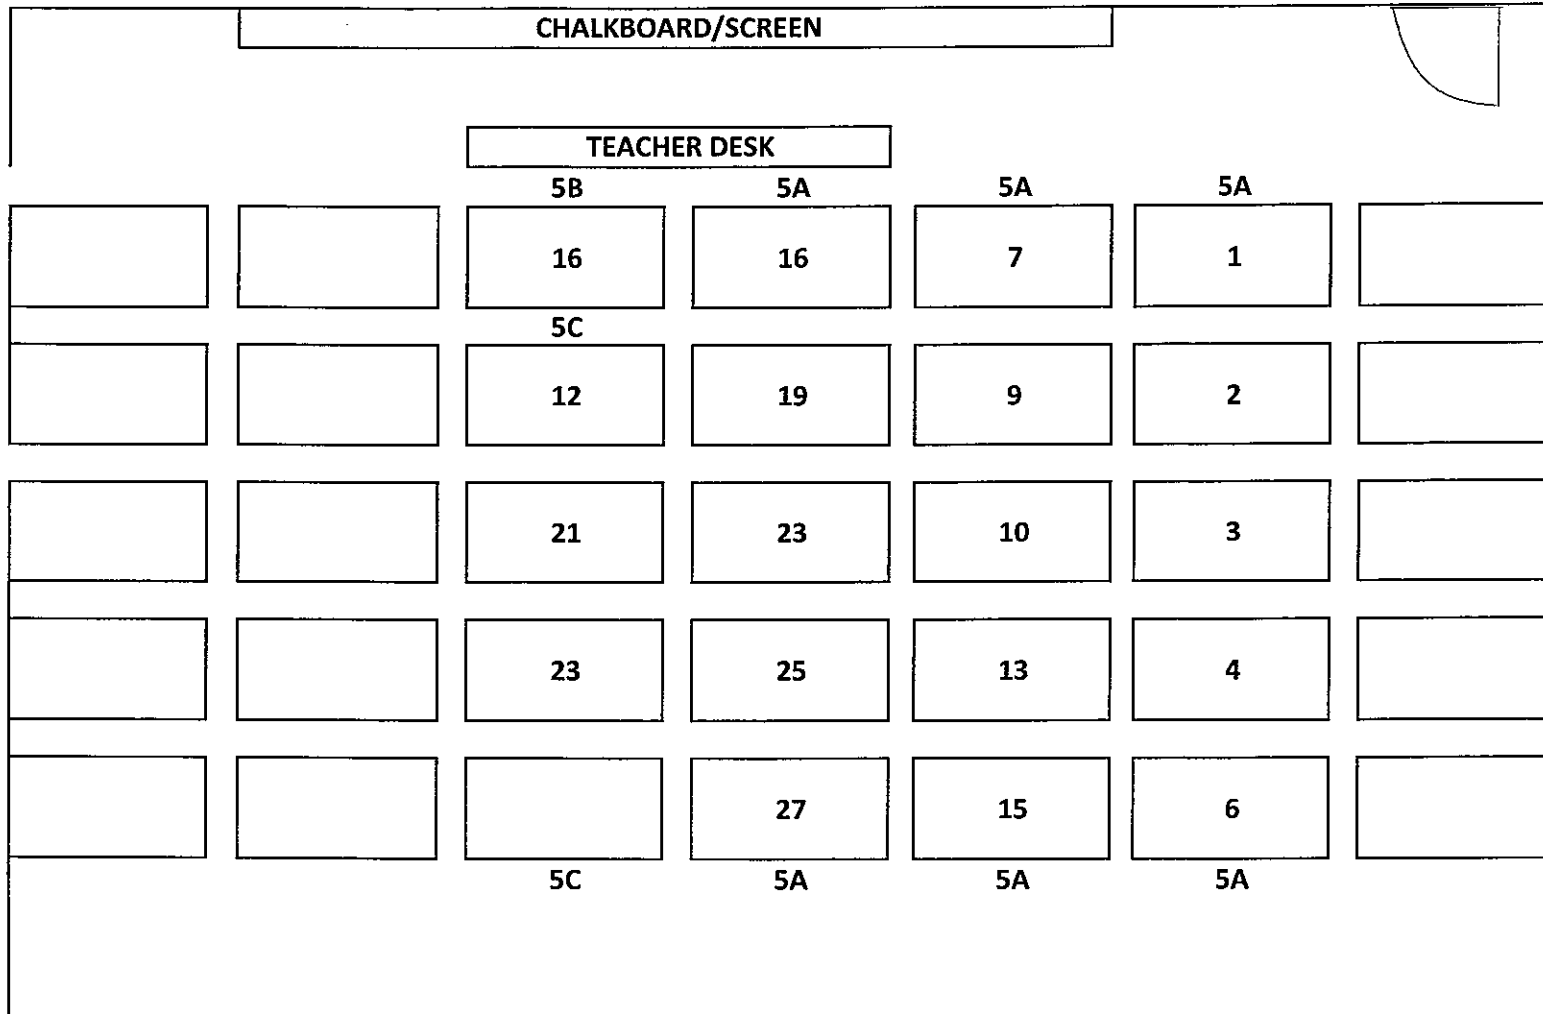 CHALKBOARD/SCREEN
TEACHER DESK
5B 5A 5A 5A
16 16 7 1
5C
12 19 9 2
21 23 10 3
23 25 13 4
27 15 6
5C 5A 5A 5A